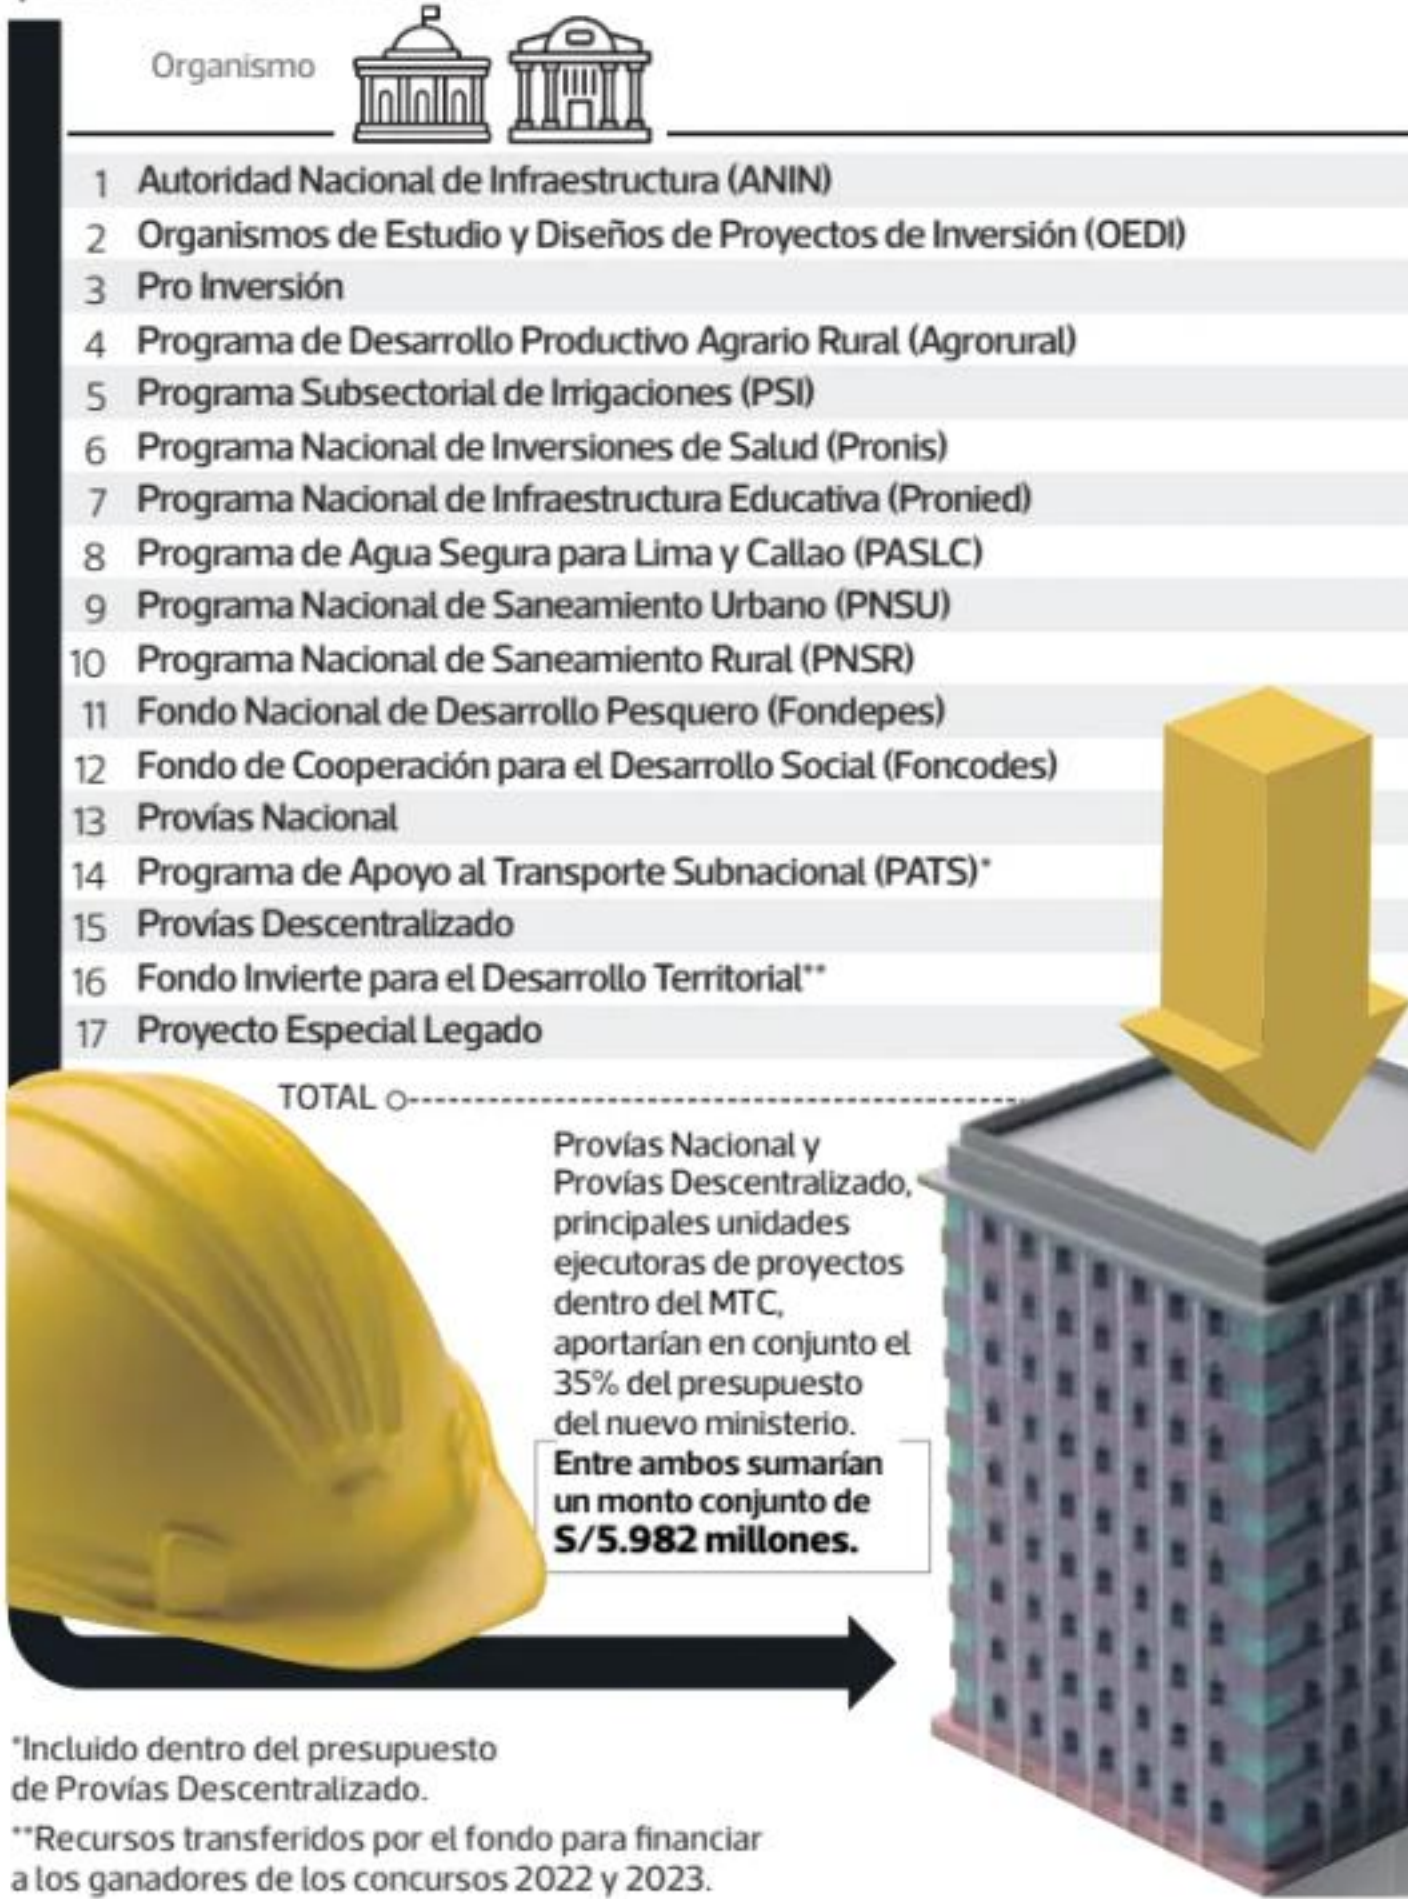 Organismo
1 Autoridad Nacional de Infraestructura (ANIN)
2 Organismos de Estudio y Diseños de Proyectos de Inversión (OEDI)
3 Pro Inversión
4 Programa de Desarrollo Productivo Agrario Rural (Agrorural)
5 Programa Subsectorial de Irrigaciones (PSI)
6 Programa Nacional de Inversiones de Salud (Pronis)
7 Programa Nacional de Infraestructura Educativa (Pronied)
8 Programa de Agua Segura para Lima y Callao (PASLC)
9 Programa Nacional de Saneamiento Urbano (PNSU)
10 Programa Nacional de Saneamiento Rural (PNSR)
11 Fondo Nacional de Desarrollo Pesquero (Fondepes)
12 Fondo de Cooperación para el Desarrollo Social (Foncodes)
13 Provías Nacional
14 Programa de Apoyo al Transporte Subnacional (PATS)*
15 Provías Descentralizado
16 Fondo Invierte para el Desarrollo Territorial**
17 Proyecto Especial Legado
TOTAL
Provías Nacional y
Provías Descentralizado,
principales unidades
ejecutoras de proyectos
dentro del MTC,
aportarían en conjunto el
35% del presupuesto
del nuevo ministerio.
Entre ambos sumarían
un monto conjunto de
S/5.982 millones.
*Incluido dentro del presupuesto
de Provías Descentralizado.
**Recursos transferidos por el fondo para financiar
a los ganadores de los concursos 2022 y 2023.